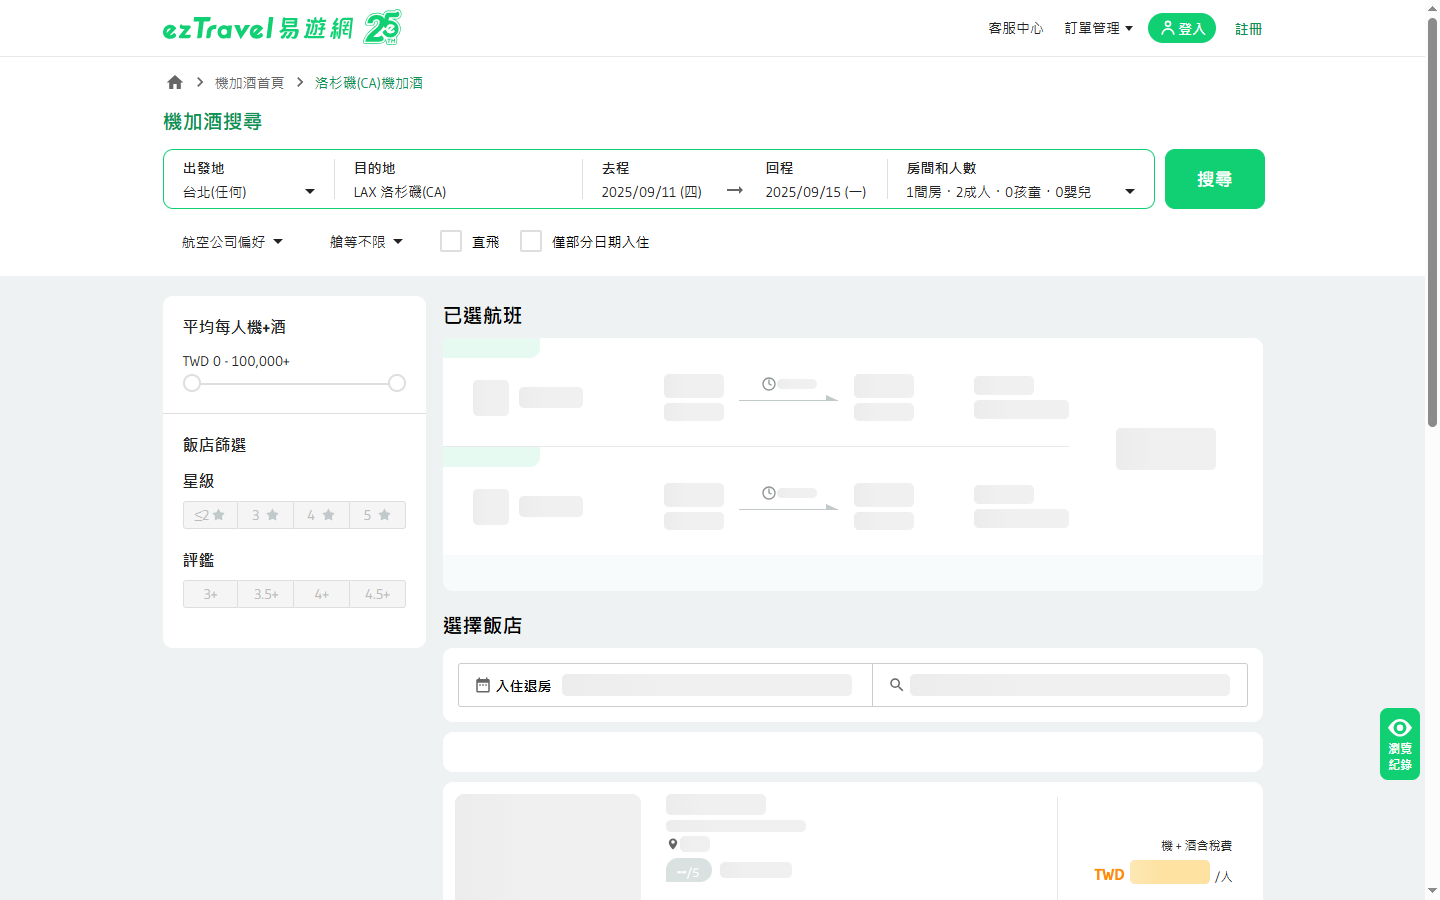 ezTravel 易遊網 25TH
客服中心
訂單管理
登入
註冊
機加酒首頁
洛杉磯(CA)機加酒
機加酒搜尋
出發地
台北(任何)
目的地
LAX 洛杉磯(CA)
去程
2025/09/11 (四)
回程
2025/09/15 (一)
房間和人數
1間房・2成人・0孩童・0嬰兒
搜尋
航空公司偏好
艙等不限
直飛
僅部分日期入住
平均每人機+酒
TWD 0 - 100,000+
飯店篩選
星級
≤2
3
4
5
評鑑
3+
3.5+
4+
4.5+
已選航班
選擇飯店
入住退房
--/5
機 + 酒含稅費
TWD
/人
瀏覽
紀錄